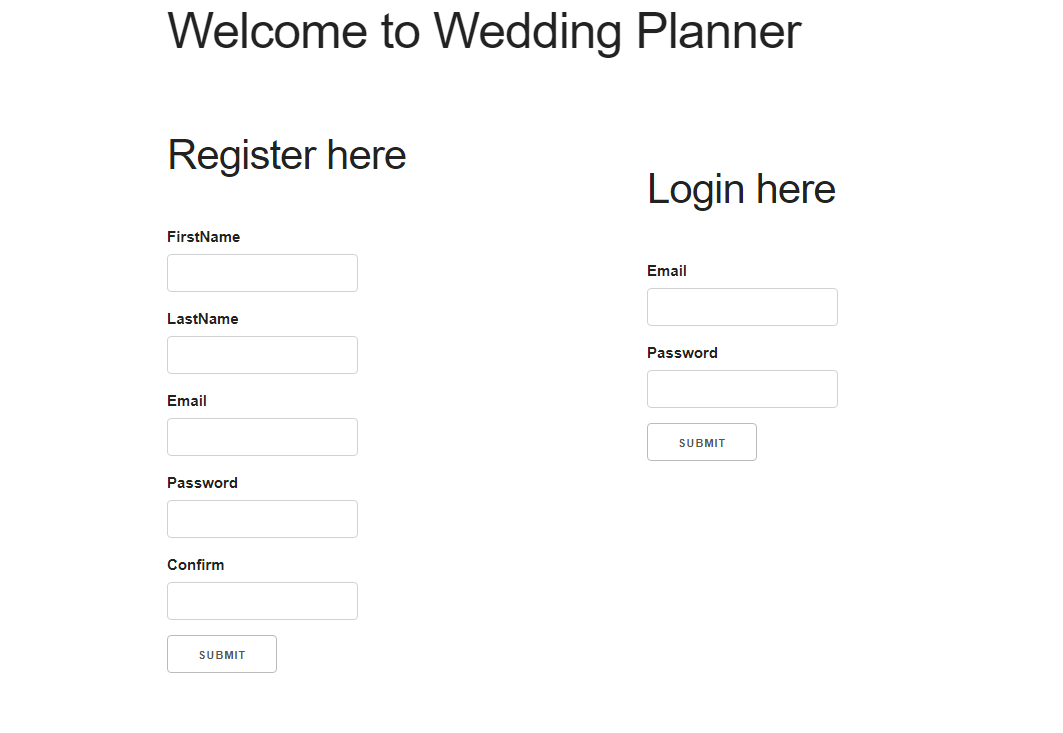 Welcome to Wedding Planner
Register here
FirstName
LastName
Email
Password
Confirm
SUBMIT
Login here
Email
Password
SUBMIT